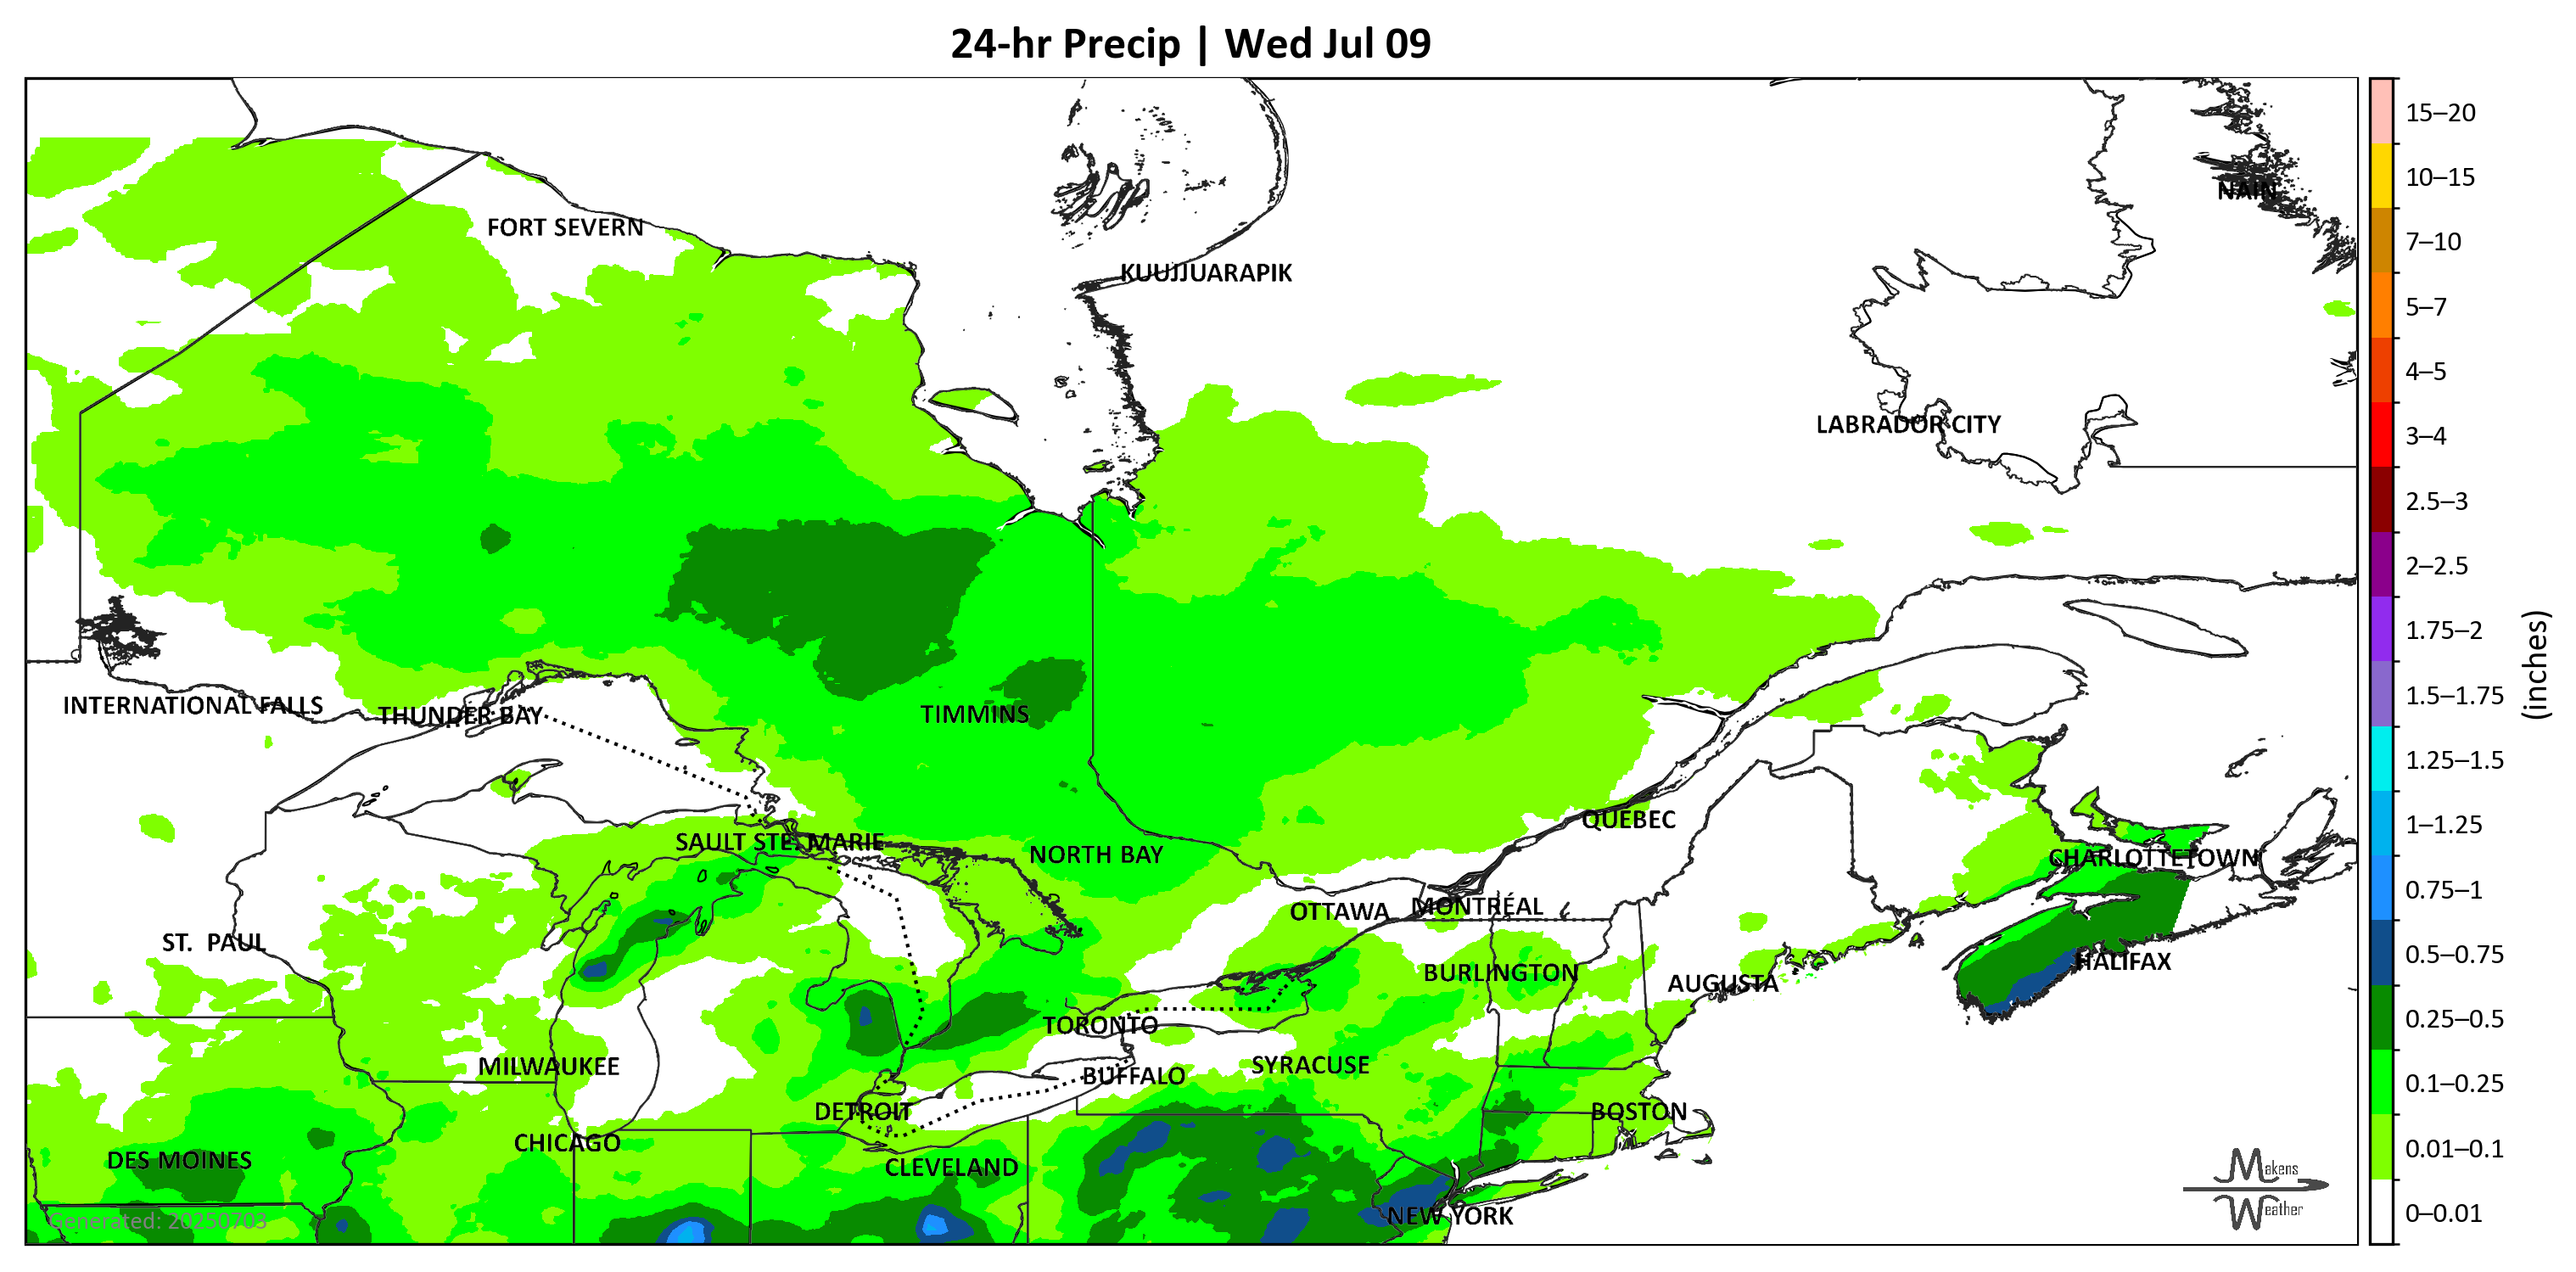 24-hr Precip | Wed Jul 09
15–20
10–15
NAIN
FORT SEVERN
7–10
KUUJJUARAPIK
5–7
4–5
LABRADOR CITY
3–4
2.5–3
2–2.5
1.75–2
(inches)
INTERNATIONAL FALLS
THUNDER BAY
TIMMINS
1.5–1.75
1.25–1.5
QUÉBEC
1–1.25
SAULT STE. MARIE
NORTH BAY
CHARLOTTETOWN
0.75–1
OTTAWA
MONTRÉAL
ST. PAUL
0.5–0.75
HALIFAX
BURLINGTON
AUGUSTA
TORONTO
0.25–0.5
MILWAUKEE
SYRACUSE
BUFFALO
0.1–0.25
DETROIT
BOSTON
CHICAGO
0.01–0.1
DES MOINES
CLEVELAND
Makens
Weather
NEW YORK
0–0.01
Generated: 20250703